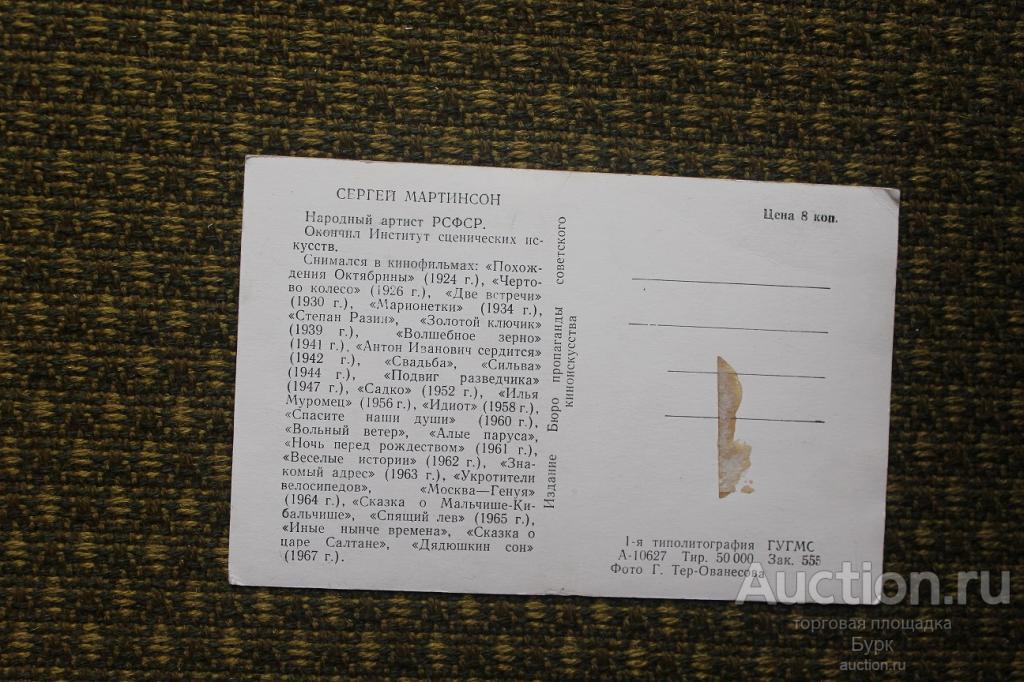 СЕРГЕЙ МАРТИНСОН
Народный артист РСФСР.
Окончил Институт сценических ис-
кусств.
Снимался в кинофильмах: «Похож-
дения Октябрины» (1924 г.), «Черто-
во колесо» (1926 г.), «Две встречи»
(1930 г.), «Марионетки» (1934 г.),
«Степан Разин», «Золотой ключик»
(1939 г.), «Волшебное зерно»
(1941 г.), «Антон Иванович сердится»
(1942 г.), «Свадьба», «Сильва»
(1944 г.), «Подвиг разведчика»
(1947 г.), «Садко» (1952 г.), «Илья
Муромец» (1956 г.), «Идиот» (1958 г.),
«Спасите наши души» (1960 г.),
«Вольный ветер», «Алые паруса»,
«Ночь перед рождеством» (1961 г.),
«Веселые истории» (1962 г.), «Зна-
комый адрес» (1963 г.), «Укротители
велосипедов», «Москва—Генуя»
(1964 г.), «Сказка о Мальчише-Ки-
бальчише», «Спящий лев» (1965 г.),
«Иные нынче времена», «Сказка о
царе Салтане», «Дядюшкин сон»
(1967 г.).
Издание Бюро пропаганды советского
киноискусства
Цена 8 коп.
1-я типолитография ГУГМС
А-10627 Тир. 50 000 Зак. 555
Фото Г. Тер-Ованесова
Auction.ru
торговая площадка
Бурк
auction.ru